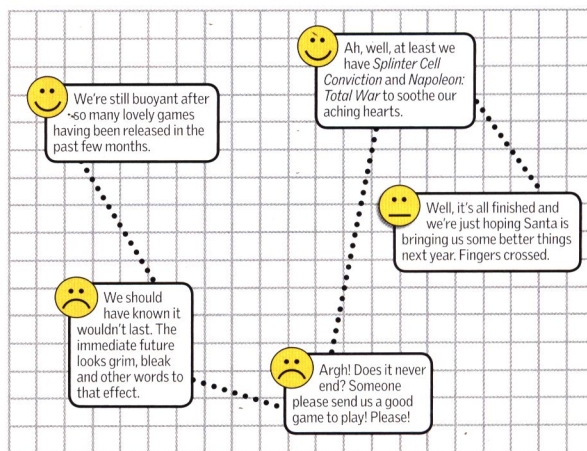 We're still buoyant after
so many lovely games
having been released in the
past few months.
We should
have known it
wouldn't last. The
immediate future
looks grim, bleak
and other words to
that effect.
Argh! Does it never
end? Someone
please send us a good
game to play! Please!
Ah, well, at least we
have Splinter Cell
Conviction and Napoleon:
Total War to soothe our
aching hearts.
Well, it's all finished and
we're just hoping Santa is
bringing us some better things
next year. Fingers crossed.